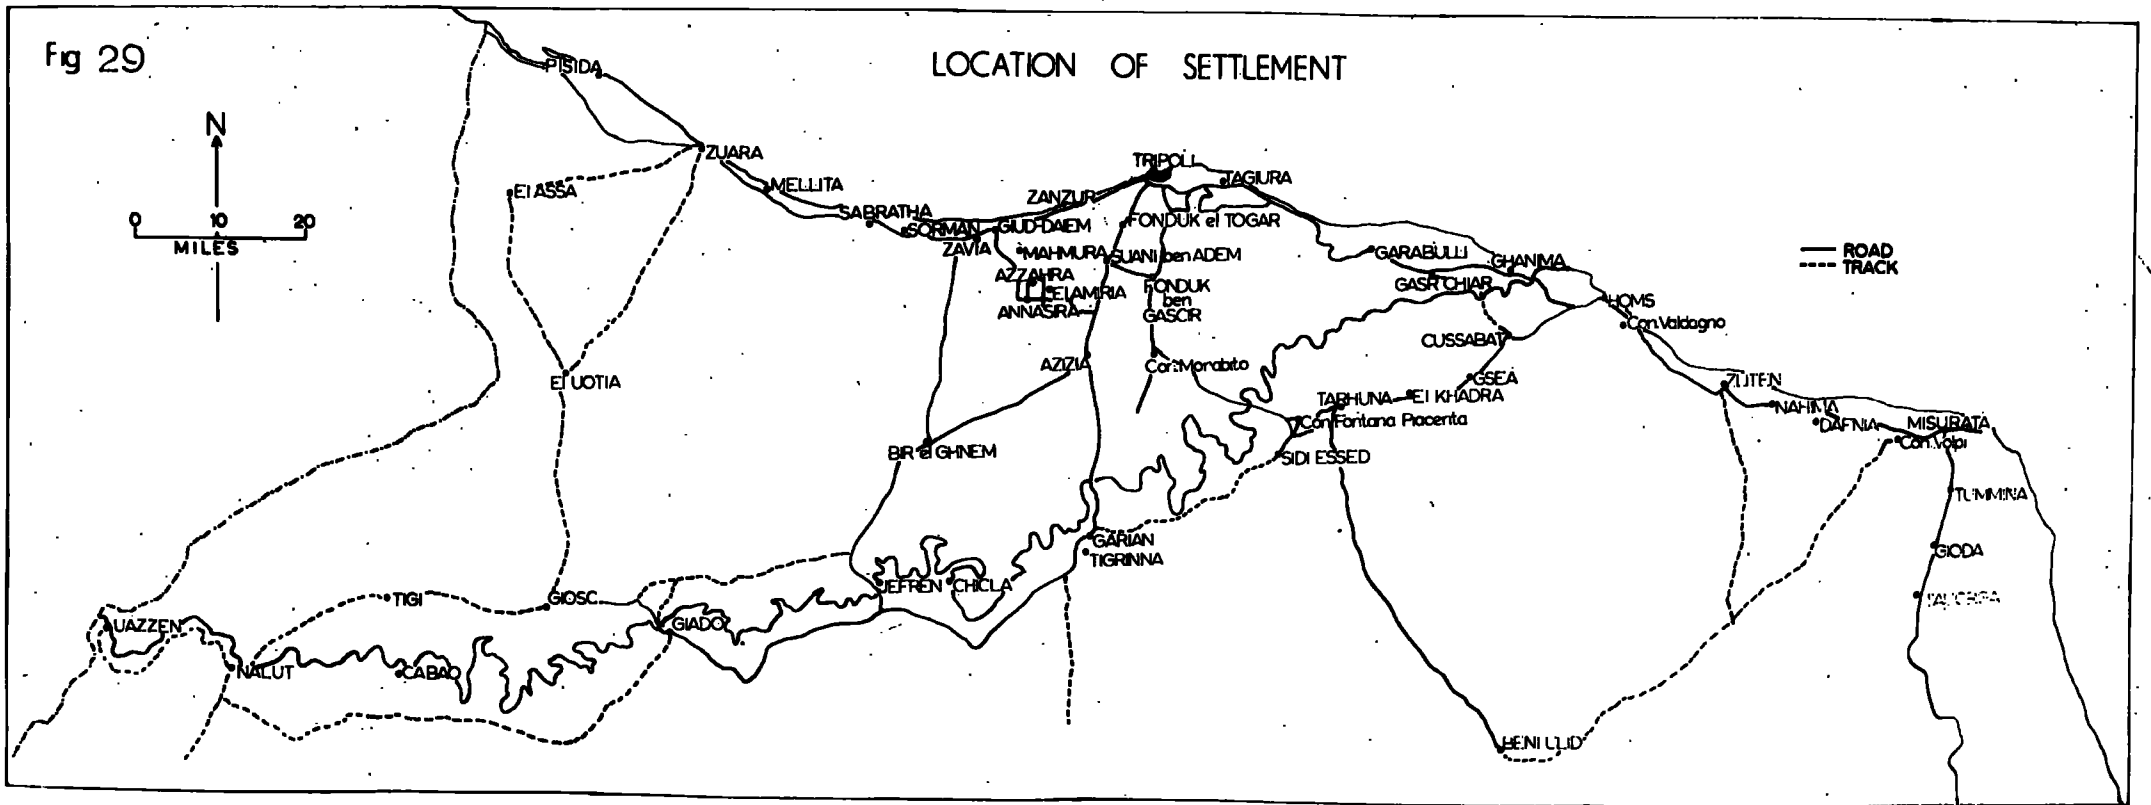 Fig 29
LOCATION OF SETTLEMENT
N
0 10 20
MILES
ROAD
TRACK
PISIDA
ZUARA
El ASSA
MELLITA
SABRATHA
SORMAN
ZAVIA
GIUD-DAEM
ZANZUR
TRIPOLI
TAGIURA
FONDUK el TOGAR
MAHMURA
SUANI ben ADEM
AZZAHRA
El AMIRIA
ANNASIRA
FONDUK
ben
GASCIR
GARABULLI
GHANIMA
GASR CHIAR
HOMS
Con.Valdagno
CUSSABAT
GSEA
El KHADRA
TARHUNA
Con Fontana Piacenta
SIDI ESSED
AZIZIA
Con.Morabito
El UOTIA
BIR el GHNEM
ZLITEN
NAHIMA
DAFNIA
MISURATA
Con.Volpi
TUMMINA
GIODA
GARIAN
TIGRINNA
JEFREN
CHICLA
TIGI
GIOSC
GIADO
UAZZEN
NALUT
CABAO
BENI ULID